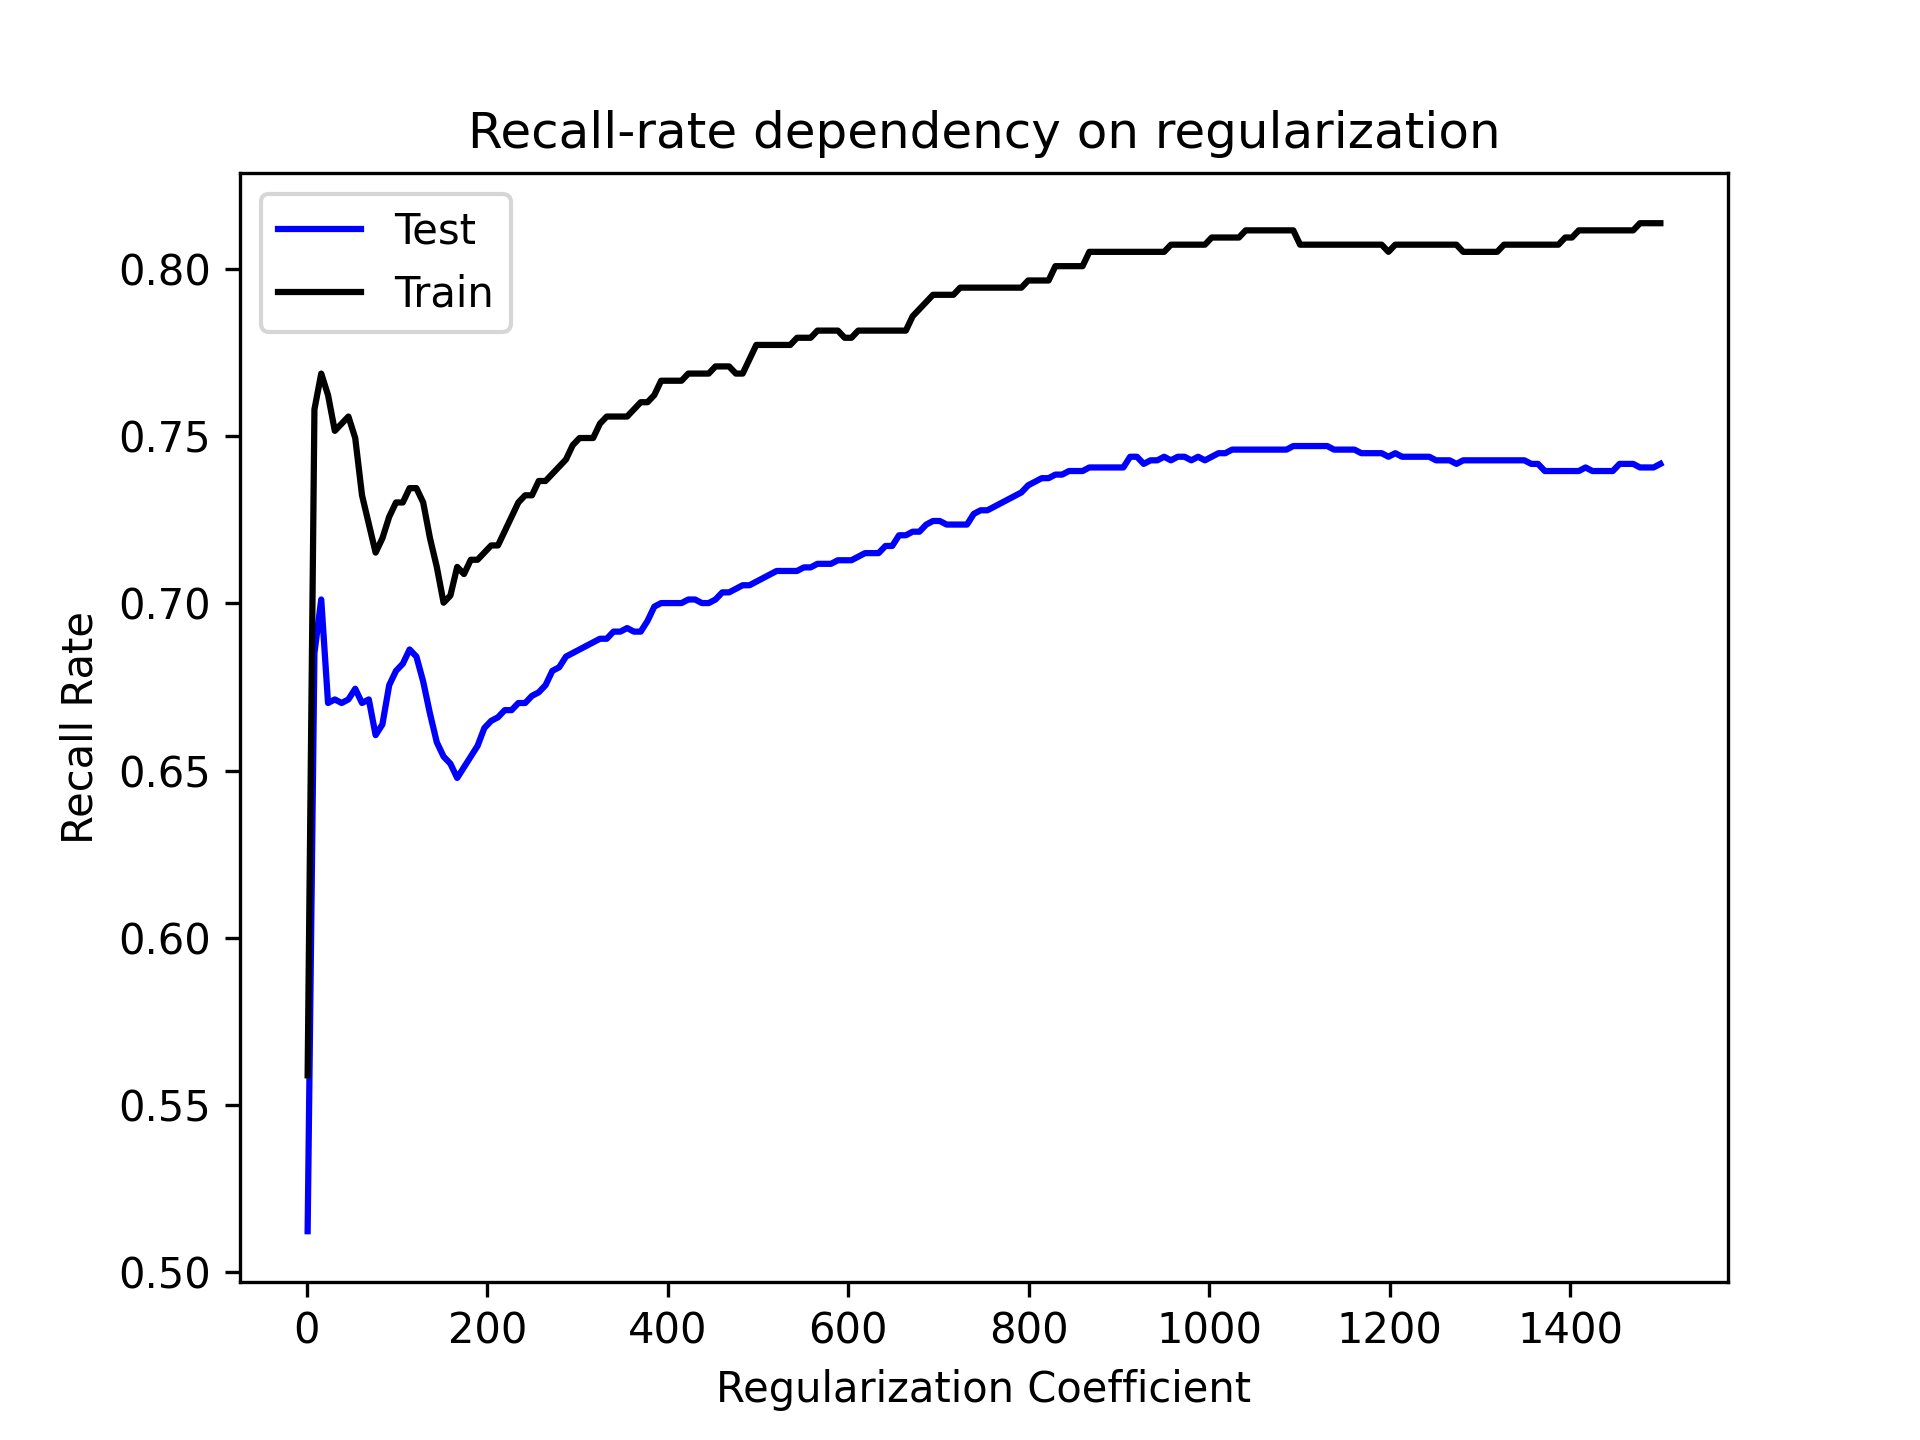 Recall-rate dependency on regularization
Test
Train
Recall Rate
0.80
0.75
0.70
0.65
0.60
0.55
0.50
0 200 400 600 800 1000 1200 1400
Regularization Coefficient